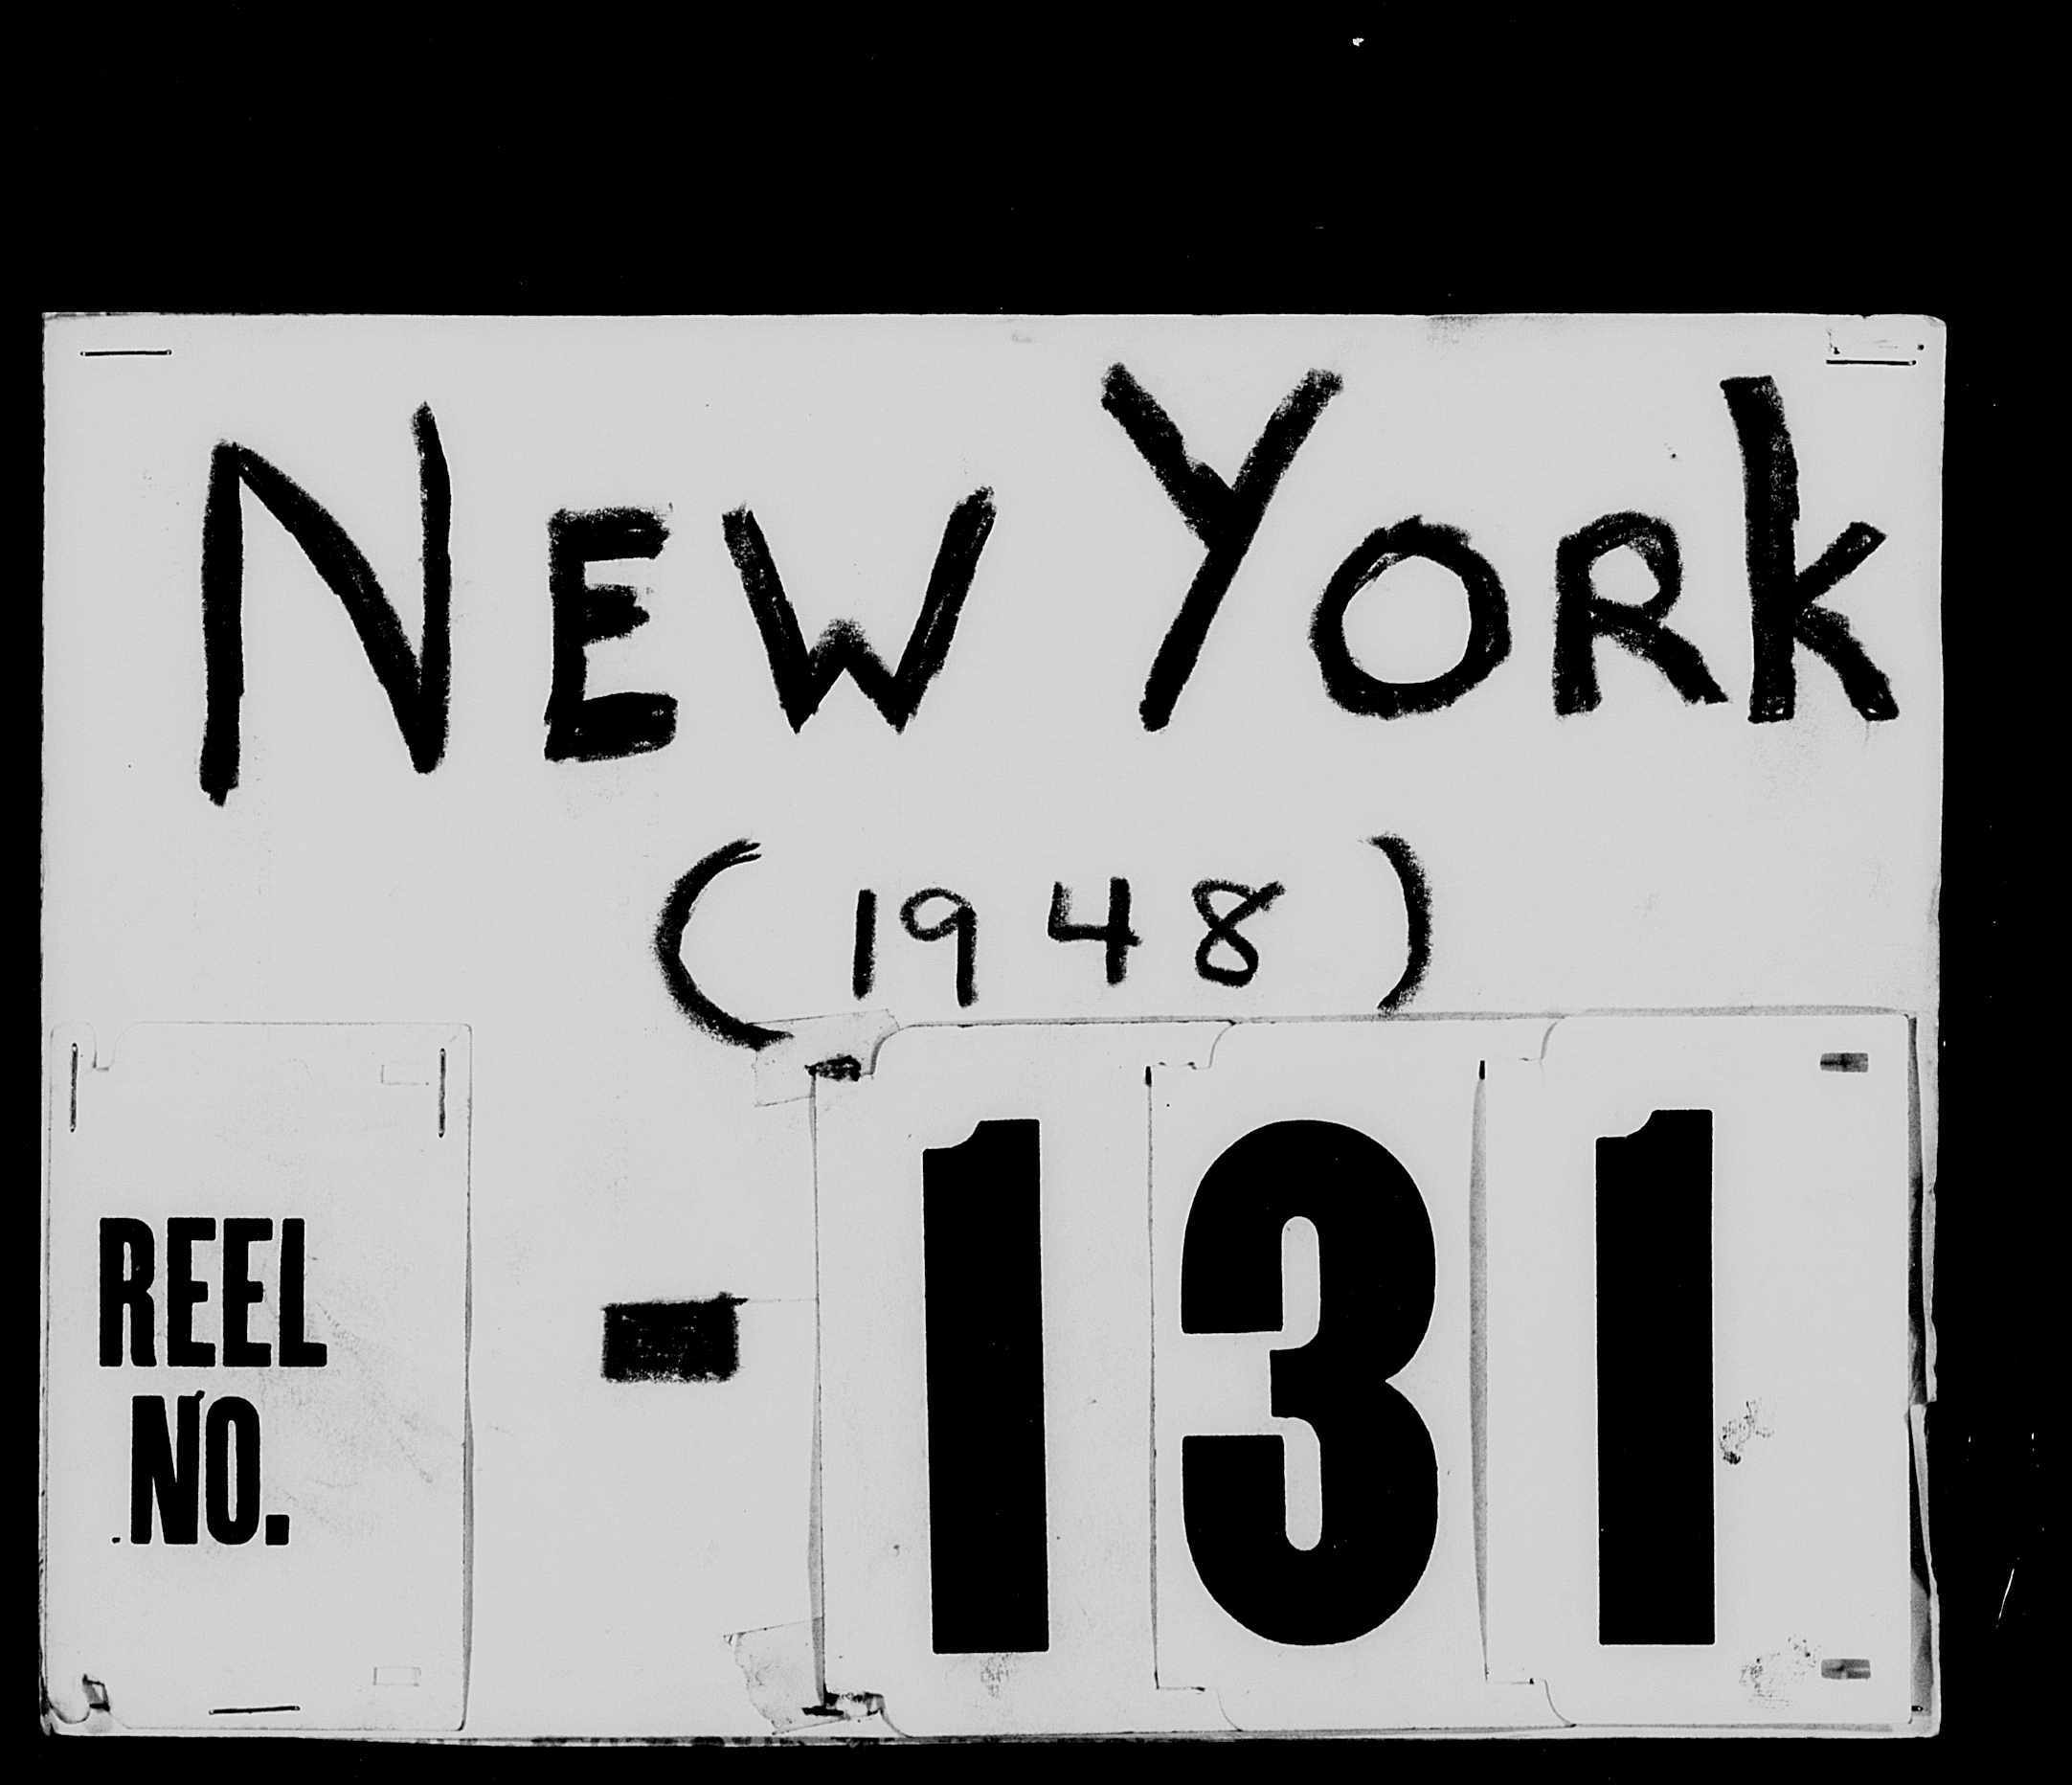 NEW YORk
(1948)
REEL
NO. - 131